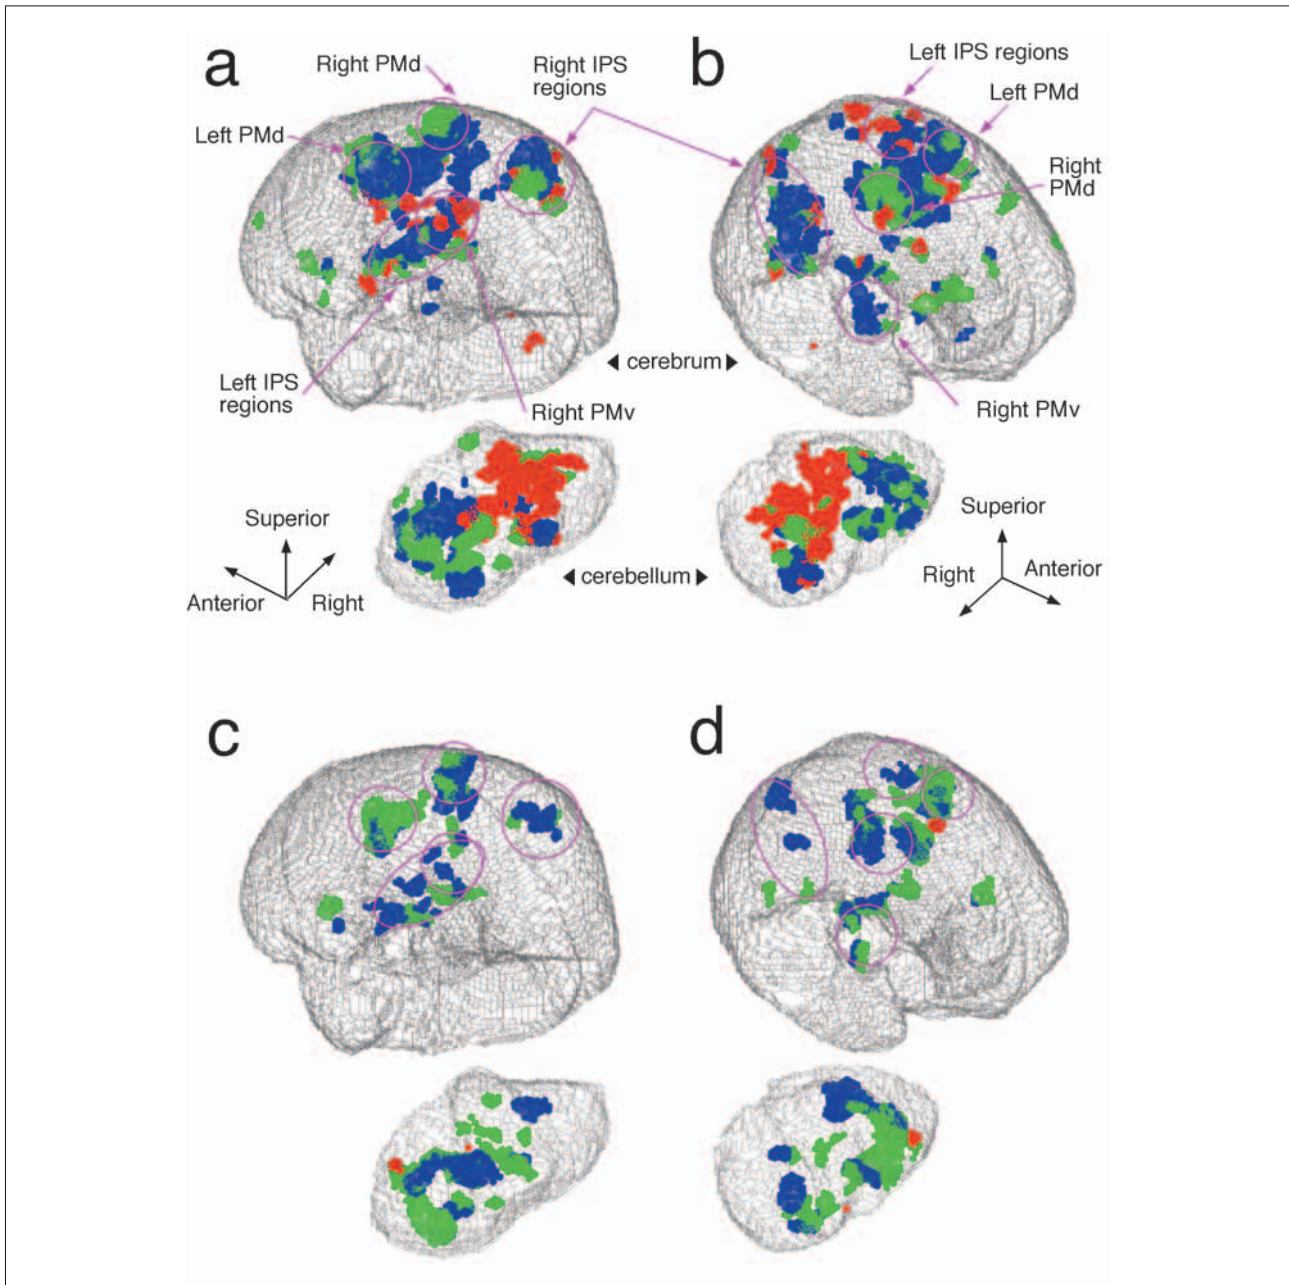 a
Right PMd
Right IPS
regions
b
Left IPS regions
Left PMd
Left PMd
Right
PMd
◄ cerebrum ►
Left IPS
regions
Right PMv
Right PMv
Superior
Anterior
Right
◄ cerebellum ►
Superior
Right
Anterior
c
d